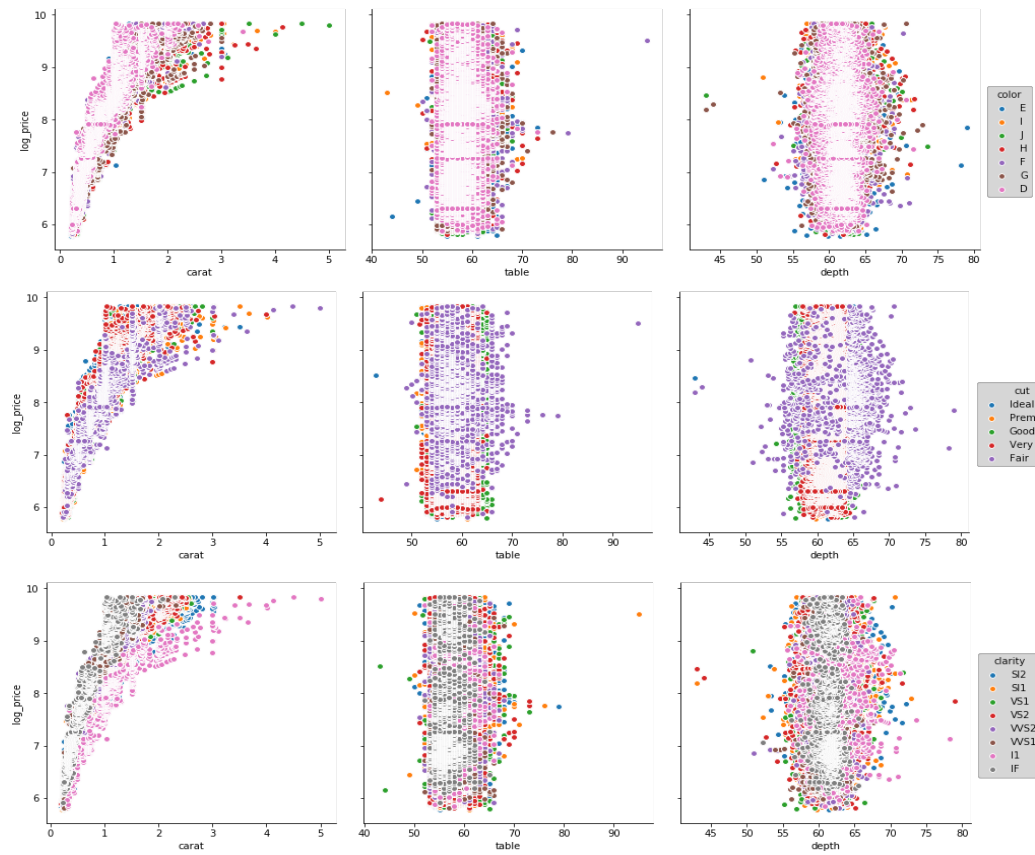 10
9
8
7
6
log_price
0 1 2 3 4 5
carat
40 50 60 70 80 90
table
45 50 55 60 65 70 75 80
depth
color
E
I
J
H
F
G
D
10
9
8
7
6
log_price
0 1 2 3 4 5
carat
50 60 70 80 90
table
45 50 55 60 65 70 75 80
depth
cut
Ideal
Prem
Good
Very
Fair
10
9
8
7
6
log_price
0 1 2 3 4 5
carat
40 50 60 70 80 90
table
40 45 50 55 60 65 70 75 80
depth
clarity
SI2
SI1
VS1
VS2
VVS2
VVS1
I1
IF